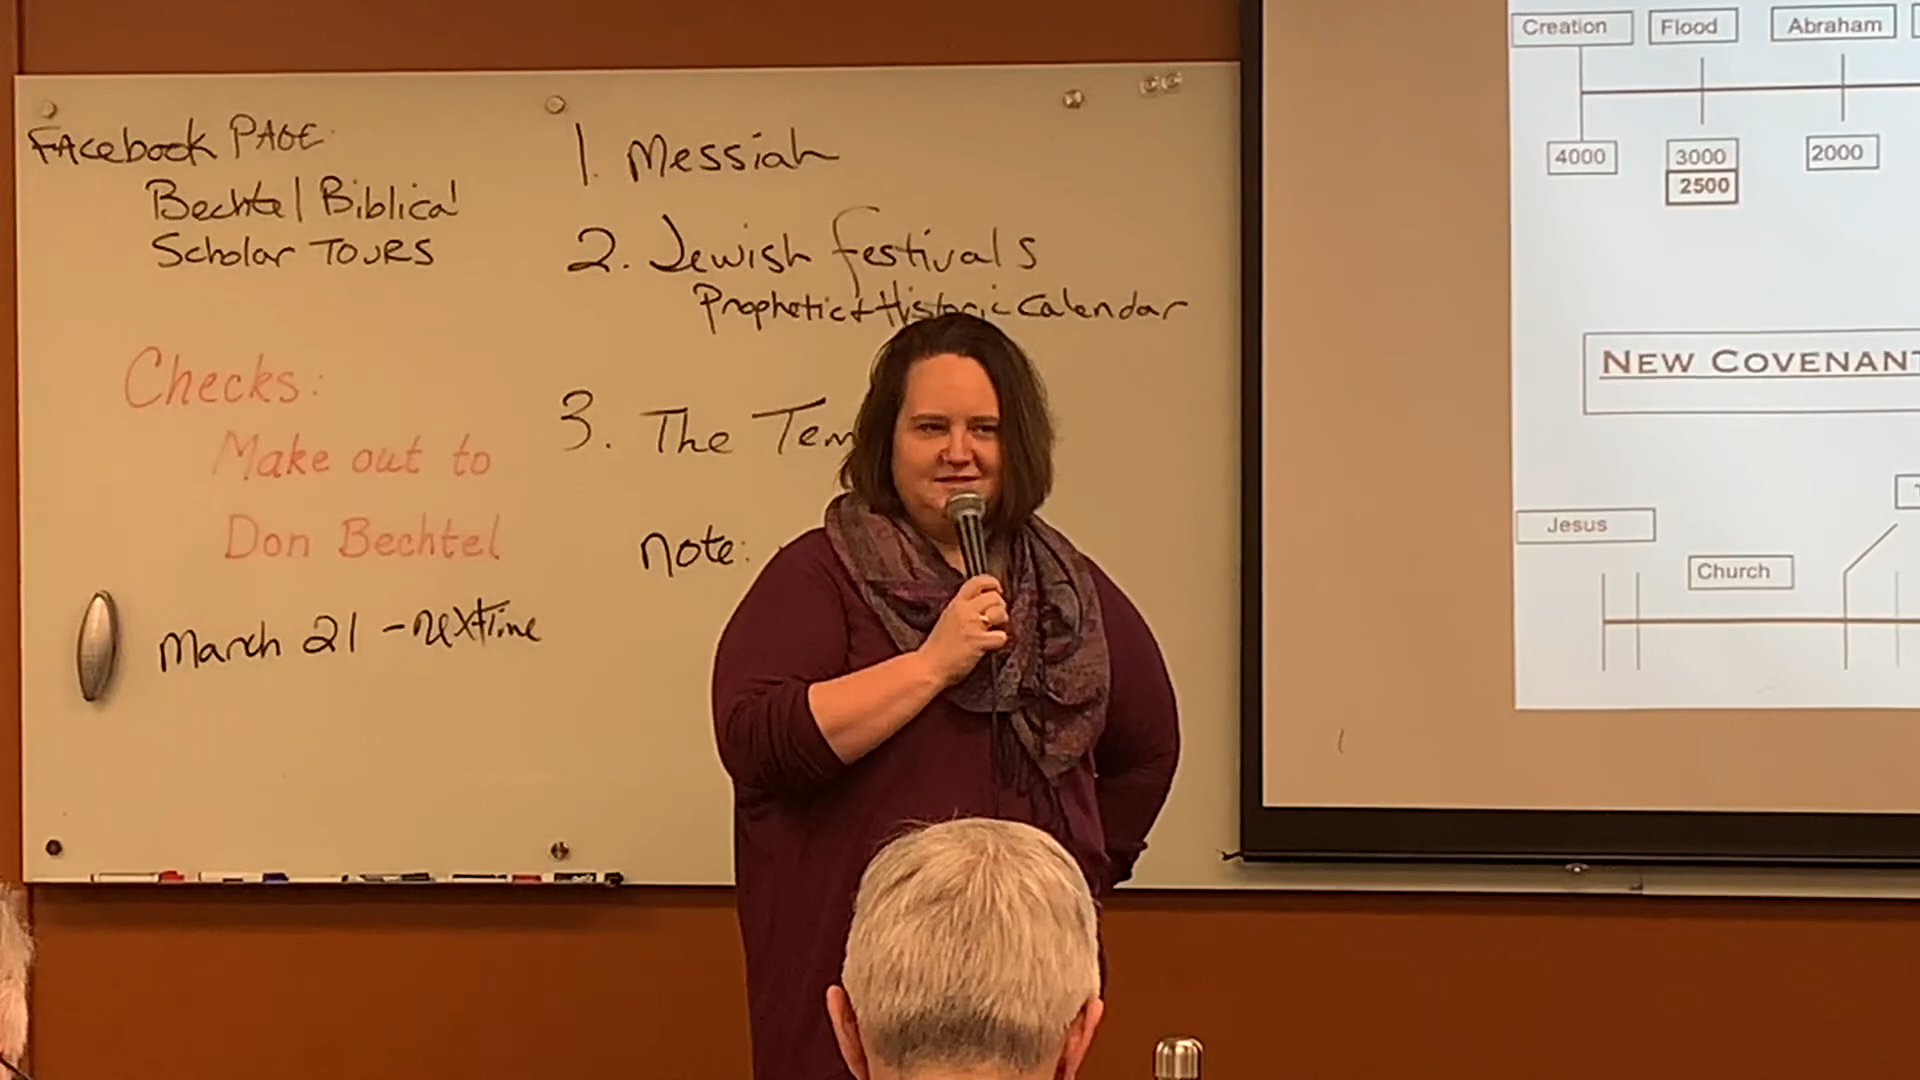 FAcebook PAGE
Bechtel Biblical
Scholar TOURS
Checks:
Make out to
Don Bechtel
March 21 - next time
1. Messiah
2. Jewish festivals
Prophetic + Historic Calendar
3. The
note:
Creation Flood Abraham
4000 3000 2000
2500
NEW COVENANT
Jesus
Church